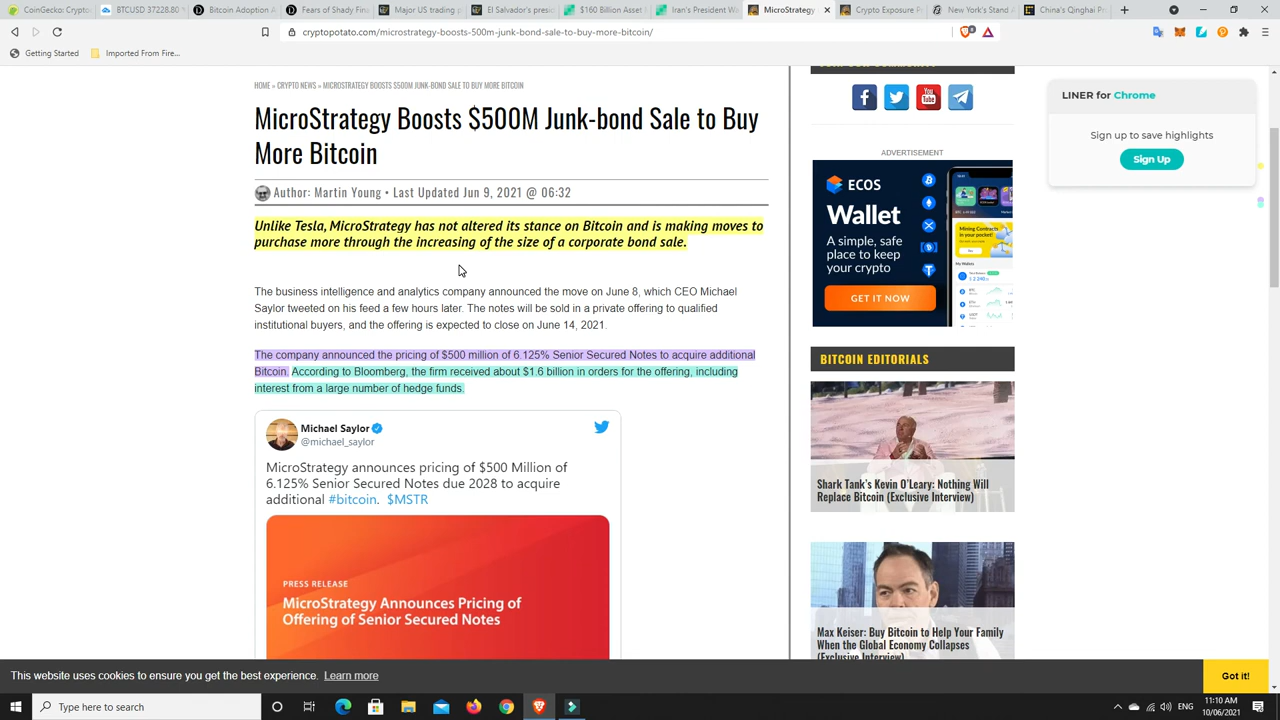 CoinGecko: Crypto
BTCUSDT 37228.80
Bitcoin Adoption A
Fears of Shady Fina
Major US trading p
El Salvador's presid
$160 Billion Asset
Iran's President W
MicroStrategy
Crypto Exposure F
New York's Stand A
China's Qinghai Pr
cryptopotato.com/microstrategy-boosts-500m-junk-bond-sale-to-buy-more-bitcoin/
Getting Started
Imported From Fire...
HOME » CRYPTO NEWS » MICROSTRATEGY BOOSTS $500M JUNK-BOND SALE TO BUY MORE BITCOIN
MicroStrategy Boosts $500M Junk-bond Sale to Buy
More Bitcoin
Author: Martin Young • Last Updated Jun 9, 2021 @ 06:32
Unlike Tesla, MicroStrategy has not altered its stance on Bitcoin and is making moves to
purchase more through the increasing of the size of a corporate bond sale.
The business intelligence and analytics company announced the move on June 8, which CEO Michael
Saylor tweeted on his feed a few hours later. The notes will be sold in a private offering to qualified
institutional buyers, and the offering is expected to close on June 14, 2021.
The company announced the pricing of $500 million of 6.125% Senior Secured Notes to acquire additional
Bitcoin. According to Bloomberg, the firm received about $1.6 billion in orders for the offering, including
interest from a large number of hedge funds.
Michael Saylor
@michael_saylor
MicroStrategy announces pricing of $500 Million of
6.125% Senior Secured Notes due 2028 to acquire
additional #bitcoin. $MSTR
PRESS RELEASE
MicroStrategy Announces Pricing of
Offering of Senior Secured Notes
You
Tube
ADVERTISEMENT
ECOS
Wallet
A simple, safe
place to keep
your crypto
GET IT NOW
Mining Contracts
in your pocket!
BITCOIN EDITORIALS
Shark Tank's Kevin O'Leary: Nothing Will
Replace Bitcoin (Exclusive Interview)
Max Keiser: Buy Bitcoin to Help Your Family
When the Global Economy Collapses
(Exclusive Interview)
LINER for Chrome
Sign up to save highlights
Sign Up
This website uses cookies to ensure you get the best experience. Learn more
Got it!
Type here to search
ENG
11:10 AM
10/06/2021